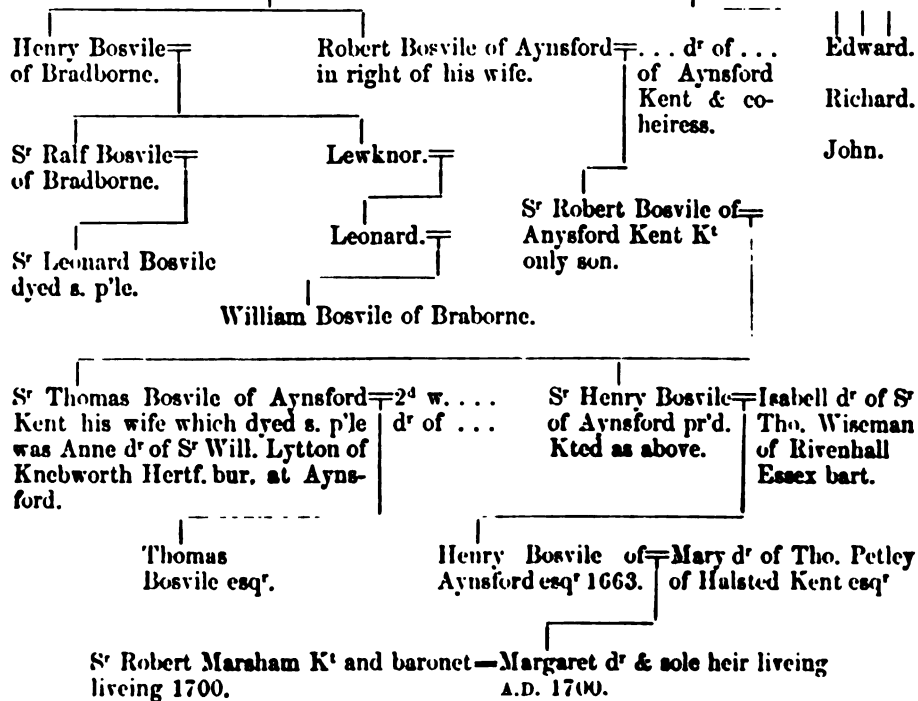 Henry Bosvile
of Bradborne.
Robert Bosvile of Aynsford
in right of his wife.
. . . dʳ of . . .
of Aynsford
Kent & co-
heiress.
Edward.
Richard.
John.
Sʳ Ralf Bosvile
of Bradborne.
Lewknor.
Leonard.
Sʳ Robert Bosvile of
Anysford Kent Kᵗ
only son.
Sʳ Leonard Bosvile
dyed s. p'le.
William Bosvile of Braborne.
Sʳ Thomas Bosvile of Aynsford
Kent his wife which dyed s. p'le
was Anne dʳ of Sʳ Will. Lytton of
Knebworth Hertf. bur. at Ayns-
ford.
2ᵈ w. . . .
dʳ of . . .
Sʳ Henry Bosvile
of Aynsford pr'd.
Kted as above.
Isabell dʳ of Sʳ
Tho. Wiseman
of Rivenhall
Essex bart.
Thomas
Bosvile esqʳ.
Henry Bosvile of
Aynsford esqʳ 1663.
Mary dʳ of Tho. Petley
of Halsted Kent esqʳ
Sʳ Robert Marsham Kᵗ and baronet
liveing 1700.
Margaret dʳ & sole heir liveing
A.D. 1700.